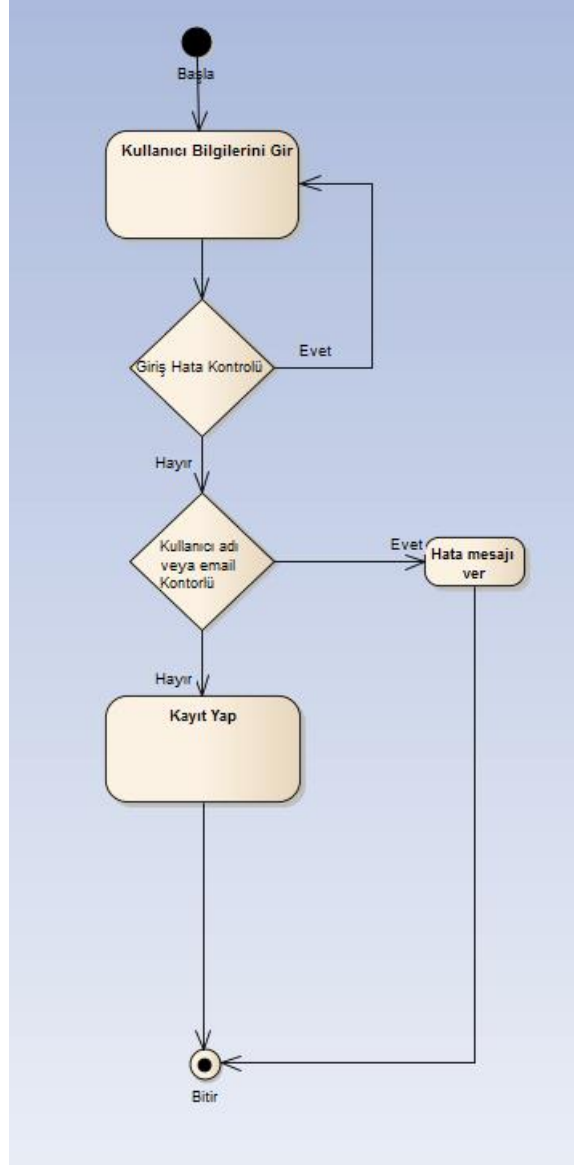 Başla
Kullanıcı Bilgilerini Gir
Evet
Giriş Hata Kontrolü
Hayır
Kullanıcı adı
veya email
Kontorlü
Evet
Hata mesajı
ver
Hayır
Kayıt Yap
Bitir